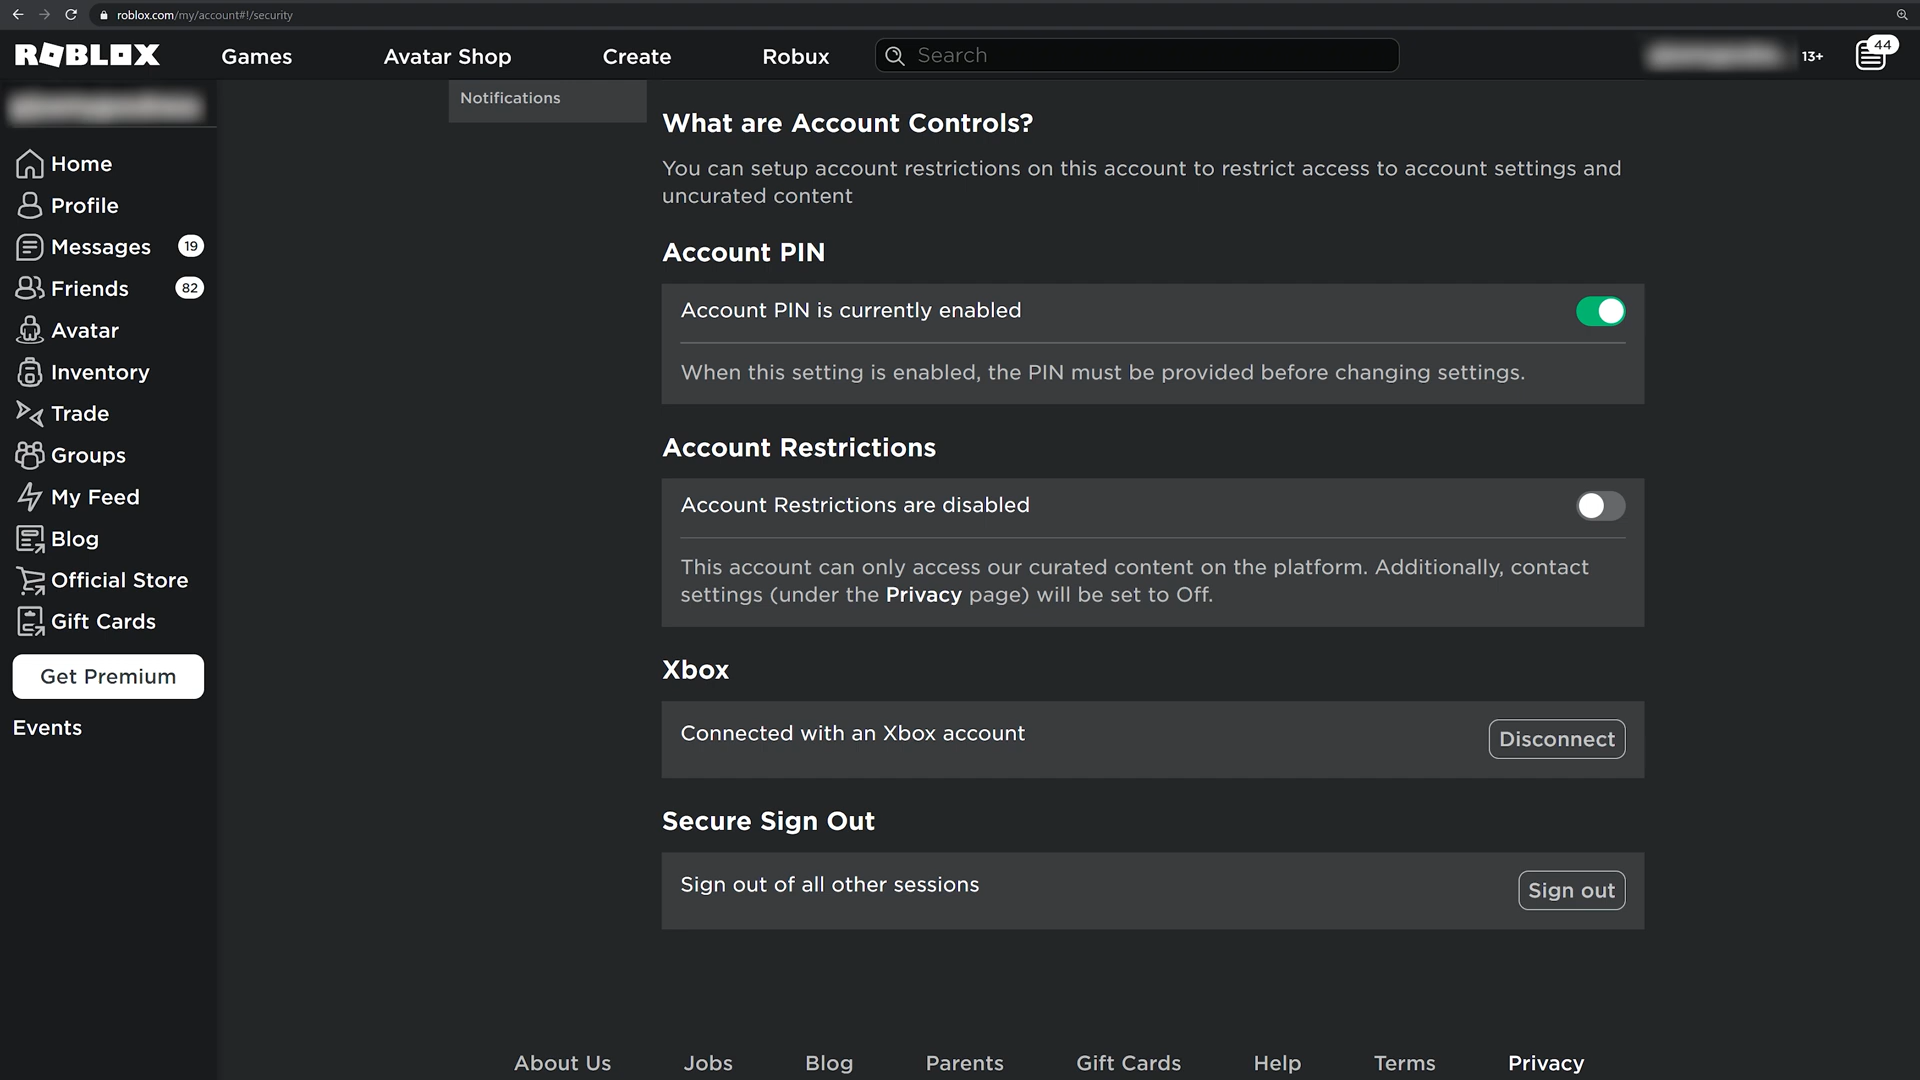 roblox.com/my/account#!/security
ROBLOX
Games
Avatar Shop
Create
Robux
Search
13+
44
Notifications
Home
Profile
Messages 19
Friends 82
Avatar
Inventory
Trade
Groups
My Feed
Blog
Official Store
Gift Cards
Get Premium
Events
What are Account Controls?
You can setup account restrictions on this account to restrict access to account settings and
uncurated content
Account PIN
Account PIN is currently enabled
When this setting is enabled, the PIN must be provided before changing settings.
Account Restrictions
Account Restrictions are disabled
This account can only access our curated content on the platform. Additionally, contact
settings (under the Privacy page) will be set to Off.
Xbox
Connected with an Xbox account
Disconnect
Secure Sign Out
Sign out of all other sessions
Sign out
About Us
Jobs
Blog
Parents
Gift Cards
Help
Terms
Privacy